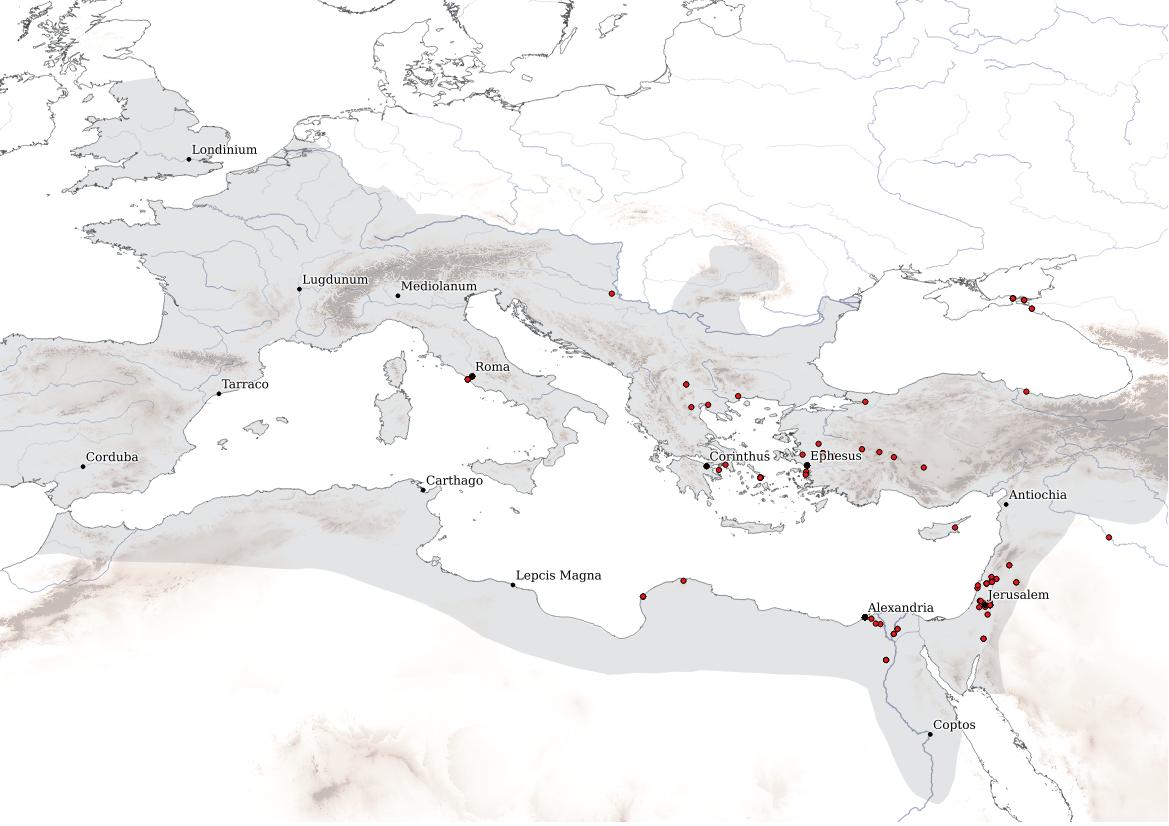 Londinium
Lugdunum
Mediolanum
Roma
Tarraco
Corduba
Corinthus
Ephesus
Carthago
Antiochia
Lepcis Magna
Jerusalem
Alexandria
Coptos